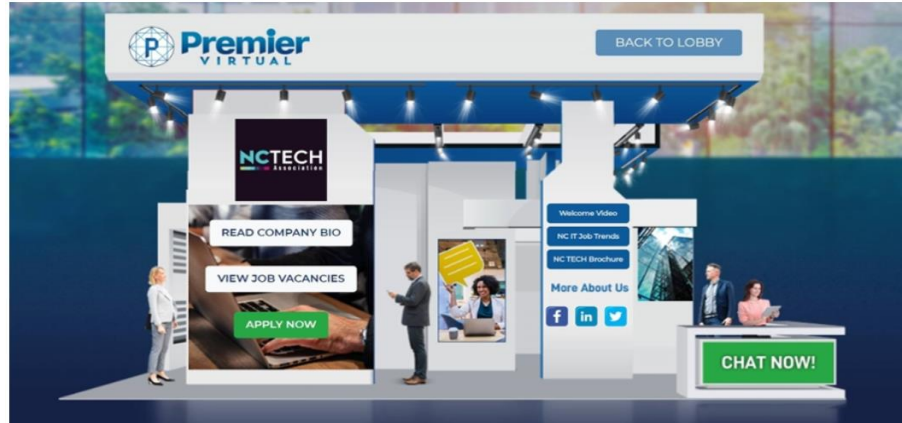 P Premier
VIRTUAL
BACK TO LOBBY
NCTECH
Association
READ COMPANY BIO
VIEW JOB VACANCIES
APPLY NOW
Welcome Video
NC IT Job Trends
NC TECH Brochure
More About Us
f in
CHAT NOW!